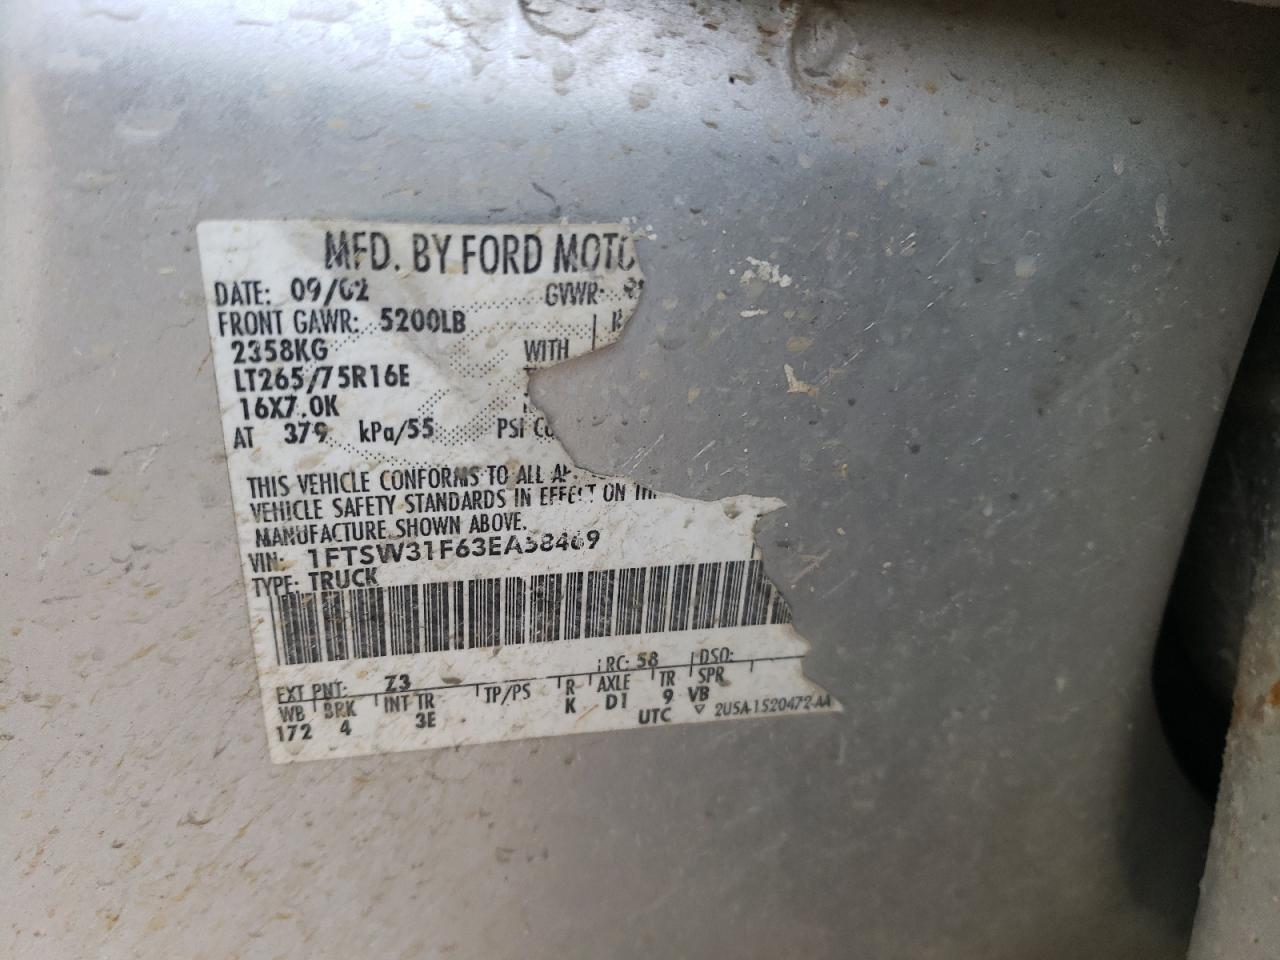 MFD. BY FORD
DATE: 09/02 GVWR:
FRONT GAWR: 5200LB
2358KG WITH
LT265/75R16E
16X7.0K
AT 379 kPa/55 PSI
THIS VEHICLE CONFORMS TO ALL
VEHICLE SAFETY STANDARDS IN EFFECT ON
MANUFACTURE SHOWN ABOVE.
VIN:
TYPE: TRUCK
RC: 58 DSO:
EXT PNT: Z3
WB BRK INT TR TP/PS R AXLE TR SPR
172 4 3E K D1 9 VB
UTC ▽ 2U5A-1520472-AA